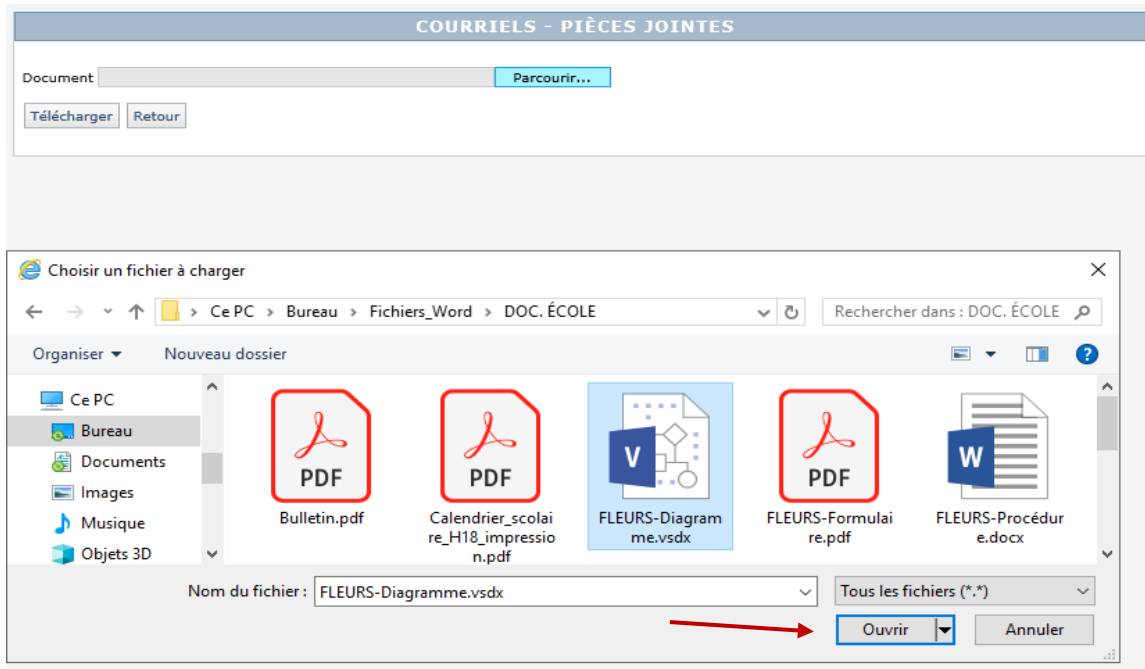 COURRIELS - PIÈCES JOINTES
Document Parcourir...
Télécharger Retour
Choisir un fichier à charger
Ce PC > Bureau > Fichiers_Word > DOC. ÉCOLE
Rechercher dans : DOC. ÉCOLE
Organiser Nouveau dossier
Ce PC
Bureau
Documents
Images
Musique
Objets 3D
PDF
Bulletin.pdf
PDF
Calendrier_scolai
re_H18_impressio
n.pdf
V
FLEURS-Diagram
me.vsdx
PDF
FLEURS-Formulai
re.pdf
W
FLEURS-Procédur
e.docx
Nom du fichier : FLEURS-Diagramme.vsdx
Tous les fichiers (*.*)
Ouvrir Annuler